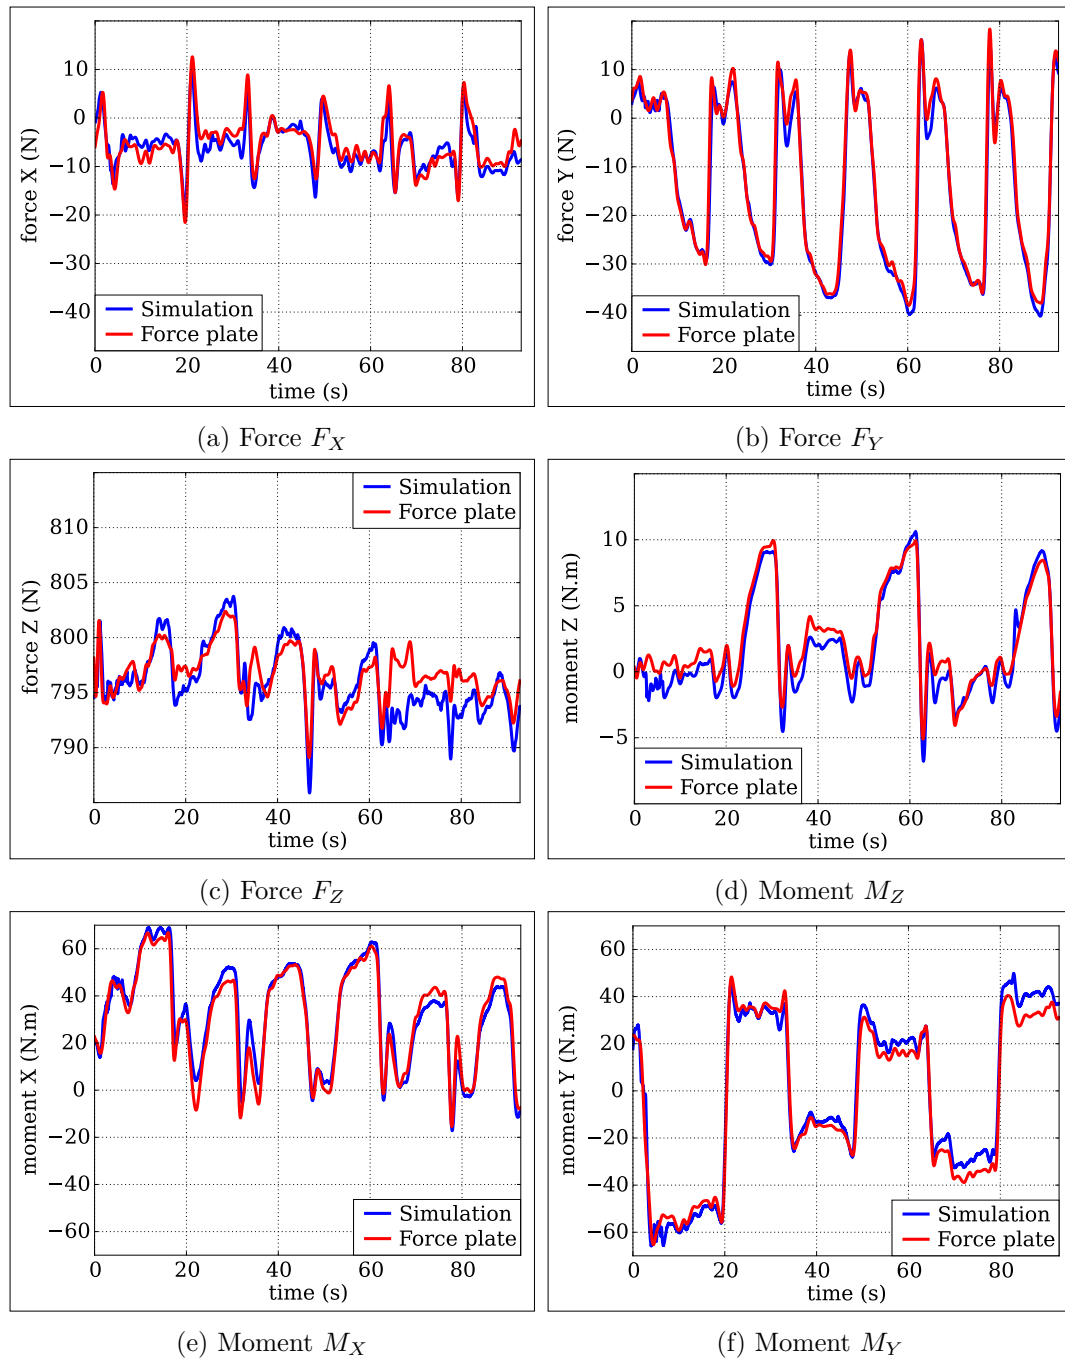 10
0
−10
−20
−30
−40
force X (N)
Simulation
Force plate
0 20 40 60 80
time (s)
(a) Force F_X
10
0
−10
−20
−30
−40
force Y (N)
Simulation
Force plate
0 20 40 60 80
time (s)
(b) Force F_Y
810
805
800
795
790
force Z (N)
Simulation
Force plate
0 20 40 60 80
time (s)
(c) Force F_Z
10
5
0
−5
moment Z (N.m)
Simulation
Force plate
0 20 40 60 80
time (s)
(d) Moment M_Z
60
40
20
0
−20
−40
−60
moment X (N.m)
Simulation
Force plate
0 20 40 60 80
time (s)
(e) Moment M_X
60
40
20
0
−20
−40
−60
moment Y (N.m)
Simulation
Force plate
0 20 40 60 80
time (s)
(f) Moment M_Y